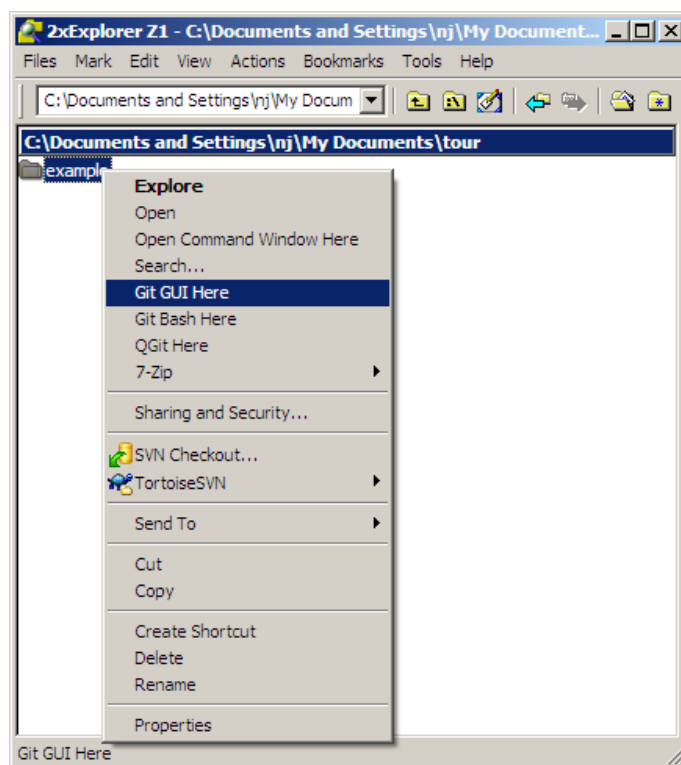 2xExplorer Z1 - C:\Documents and Settings\nj\My Document...
Files Mark Edit View Actions Bookmarks Tools Help
C:\Documents and Settings\nj\My Docum
C:\Documents and Settings\nj\My Documents\tour
example
Explore
Open
Open Command Window Here
Search...
Git GUI Here
Git Bash Here
QGit Here
7-Zip
Sharing and Security...
SVN Checkout...
TortoiseSVN
Send To
Cut
Copy
Create Shortcut
Delete
Rename
Properties
Git GUI Here